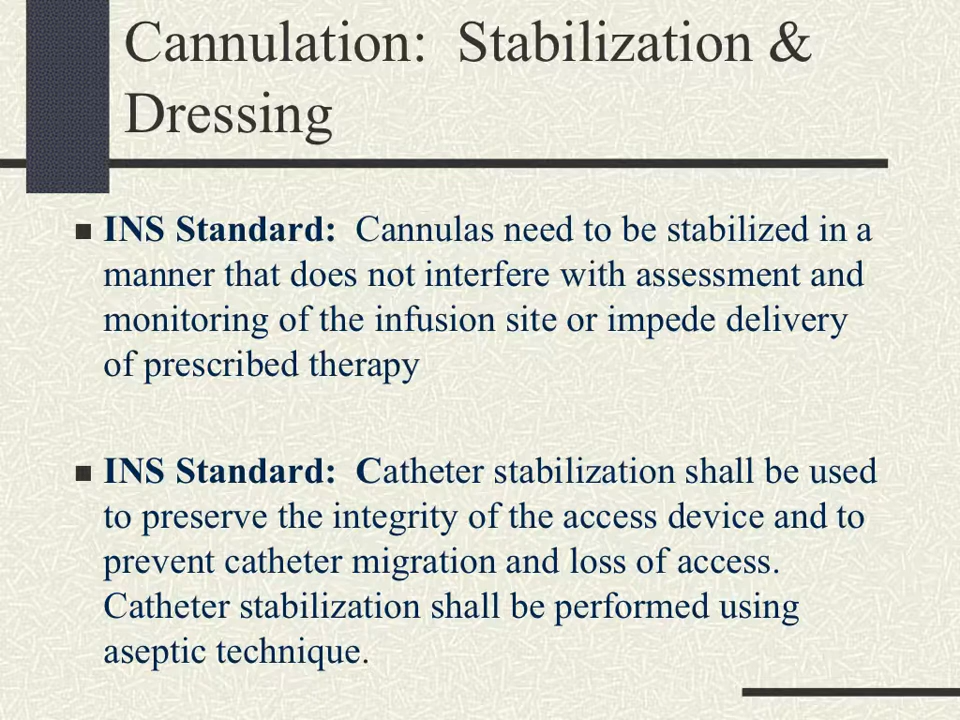 Cannulation:  Stabilization &
Dressing
INS Standard:  Cannulas need to be stabilized in a
manner that does not interfere with assessment and
monitoring of the infusion site or impede delivery
of prescribed therapy
INS Standard:  Catheter stabilization shall be used
to preserve the integrity of the access device and to
prevent catheter migration and loss of access.
Catheter stabilization shall be performed using
aseptic technique.